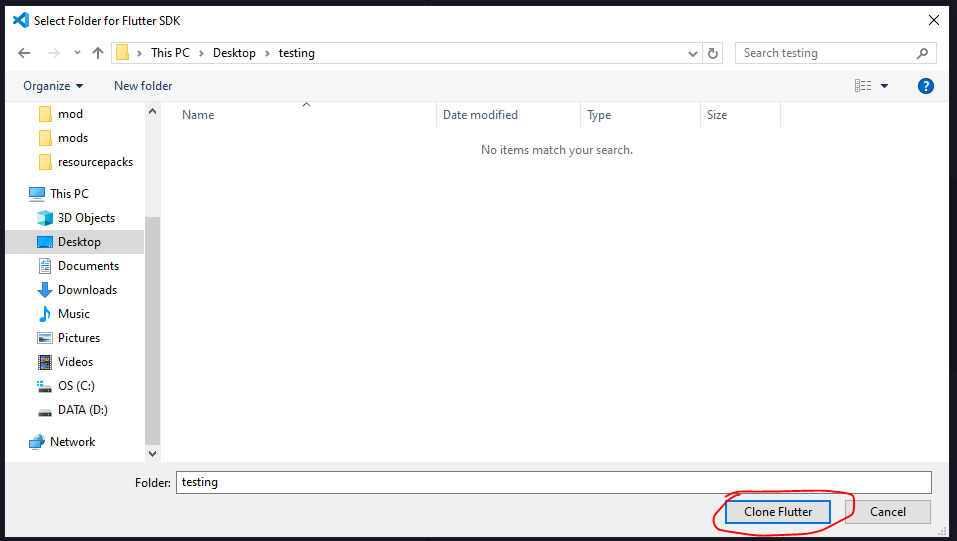 Select Folder for Flutter SDK
This PC > Desktop > testing
Search testing
Organize
New folder
?
Name
Date modified
Type
Size
No items match your search.
mod
mods
resourcepacks
This PC
3D Objects
Desktop
Documents
Downloads
Music
Pictures
Videos
OS (C:)
DATA (D:)
Network
Folder: testing
Clone Flutter
Cancel